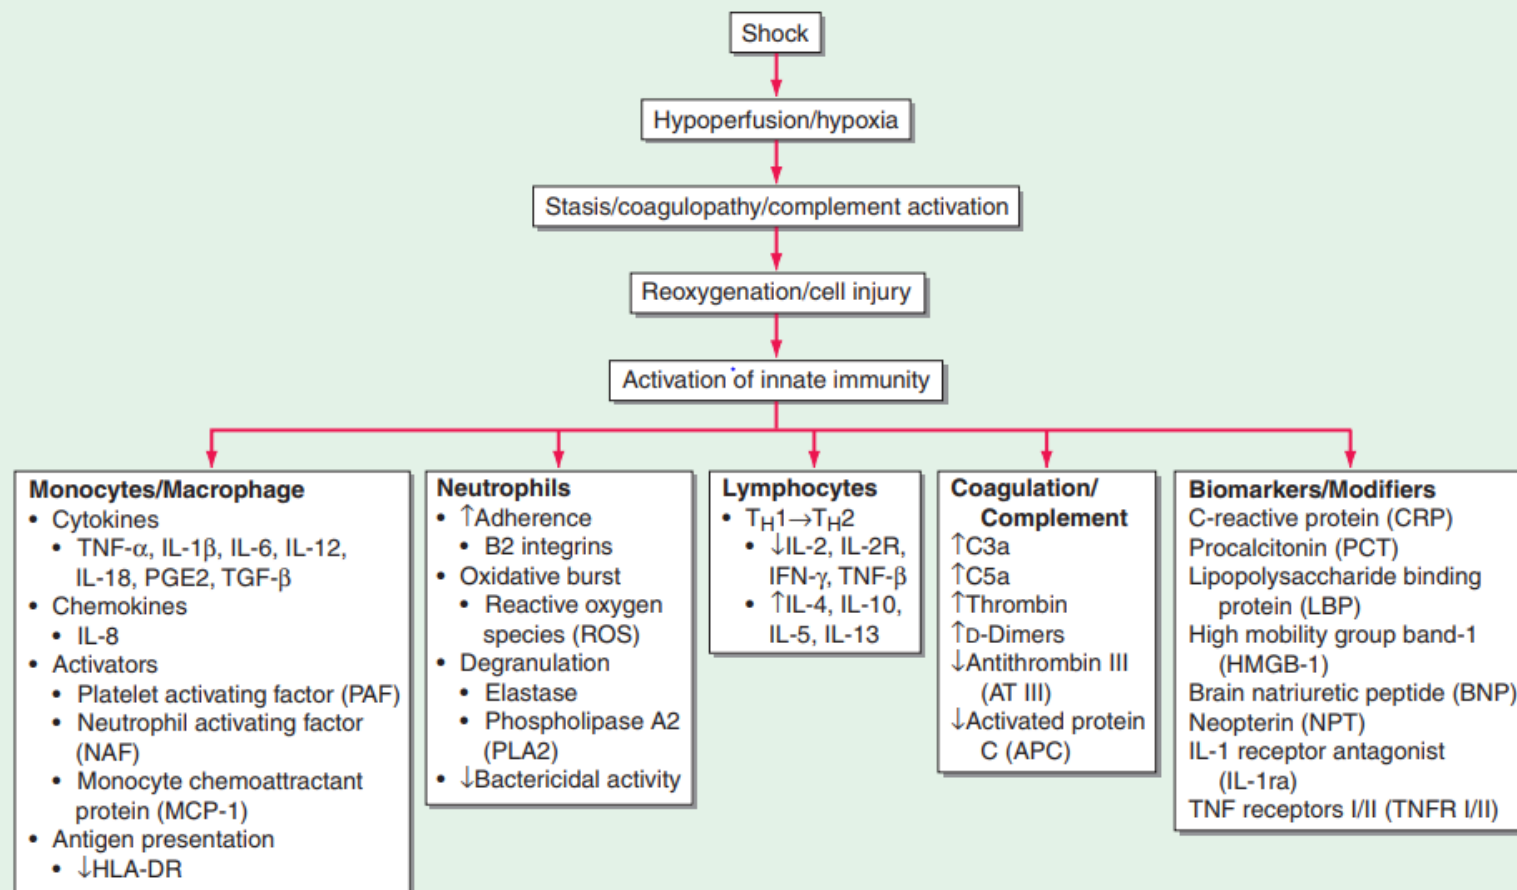 Shock
Hypoperfusion/hypoxia
Stasis/coagulopathy/complement activation
Reoxygenation/cell injury
Activation of innate immunity
Monocytes/Macrophage
• Cytokines
• TNF-α, IL-1β, IL-6, IL-12,
IL-18, PGE2, TGF-β
• Chemokines
• IL-8
• Activators
• Platelet activating factor (PAF)
• Neutrophil activating factor
(NAF)
• Monocyte chemoattractant
protein (MCP-1)
• Antigen presentation
• ↓HLA-DR
Neutrophils
• ↑Adherence
• B2 integrins
• Oxidative burst
• Reactive oxygen
species (ROS)
• Degranulation
• Elastase
• Phospholipase A2
(PLA2)
• ↓Bactericidal activity
Lymphocytes
• TH1→TH2
• ↓IL-2, IL-2R,
IFN-γ, TNF-β
• ↑IL-4, IL-10,
IL-5, IL-13
Coagulation/
Complement
↑C3a
↑C5a
↑Thrombin
↑D-Dimers
↓Antithrombin III
(AT III)
↓Activated protein
C (APC)
Biomarkers/Modifiers
C-reactive protein (CRP)
Procalcitonin (PCT)
Lipopolysaccharide binding
protein (LBP)
High mobility group band-1
(HMGB-1)
Brain natriuretic peptide (BNP)
Neopterin (NPT)
IL-1 receptor antagonist
(IL-1ra)
TNF receptors I/II (TNFR I/II)